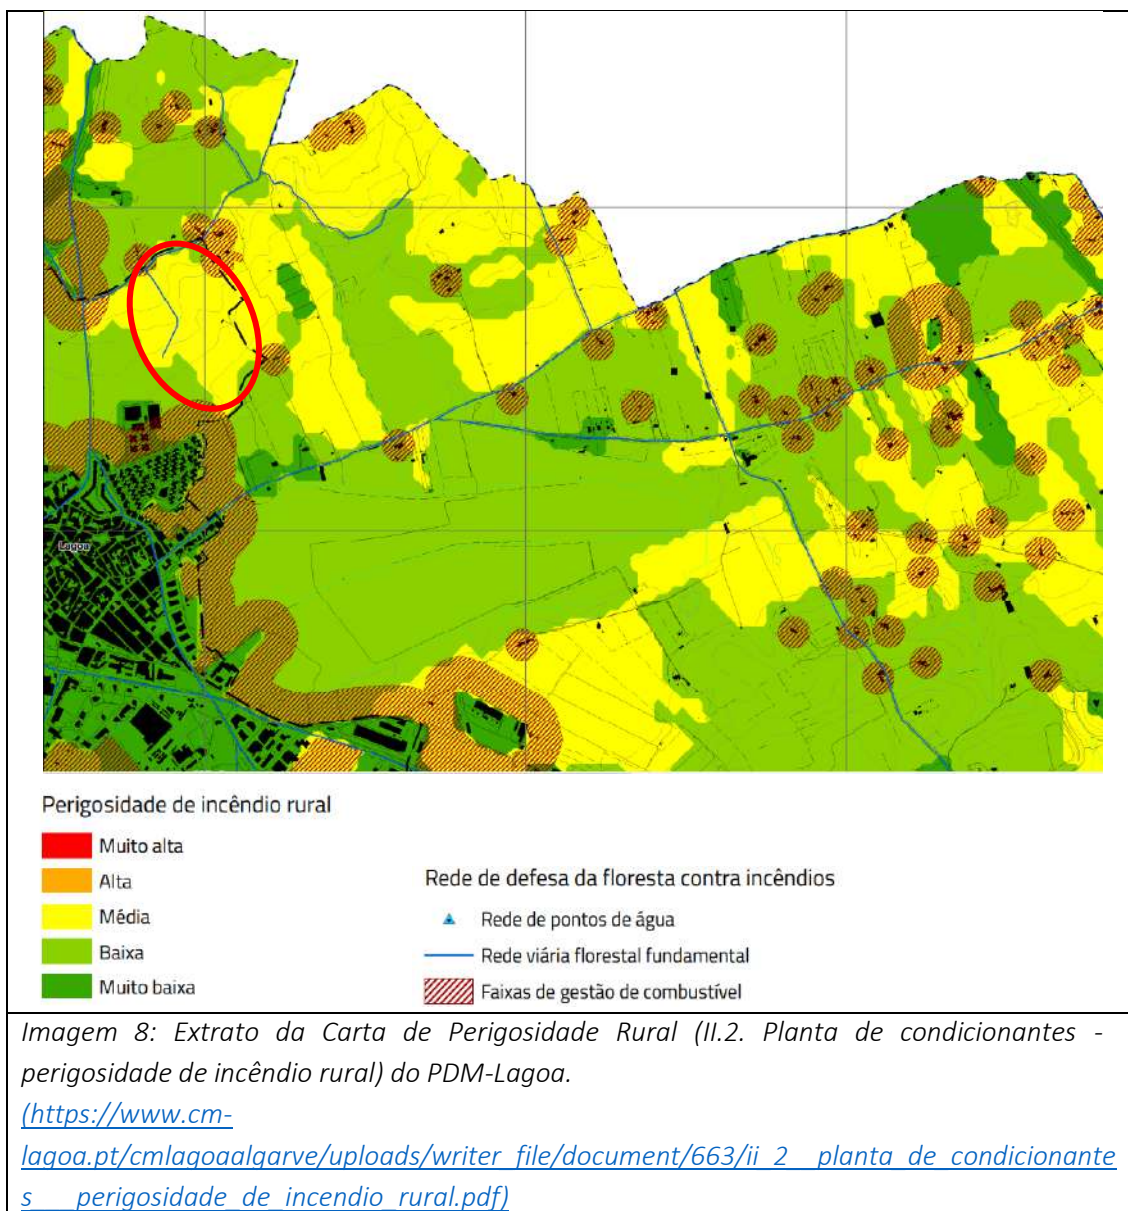 Lagoa
Perigosidade de incêndio rural
Muito alta
Alta
Média
Baixa
Muito baixa
Rede de defesa da floresta contra incêndios
Rede de pontos de água
Rede viária florestal fundamental
Faixas de gestão de combustível
Imagem 8: Extrato da Carta de Perigosidade Rural (II.2. Planta de condicionantes -
perigosidade de incêndio rural) do PDM-Lagoa.
(https://www.cm-
lagoa.pt/cmlagoaalgarve/uploads/writer_file/document/663/ii_2__planta_de_condicionante
s___perigosidade_de_incendio_rural.pdf)